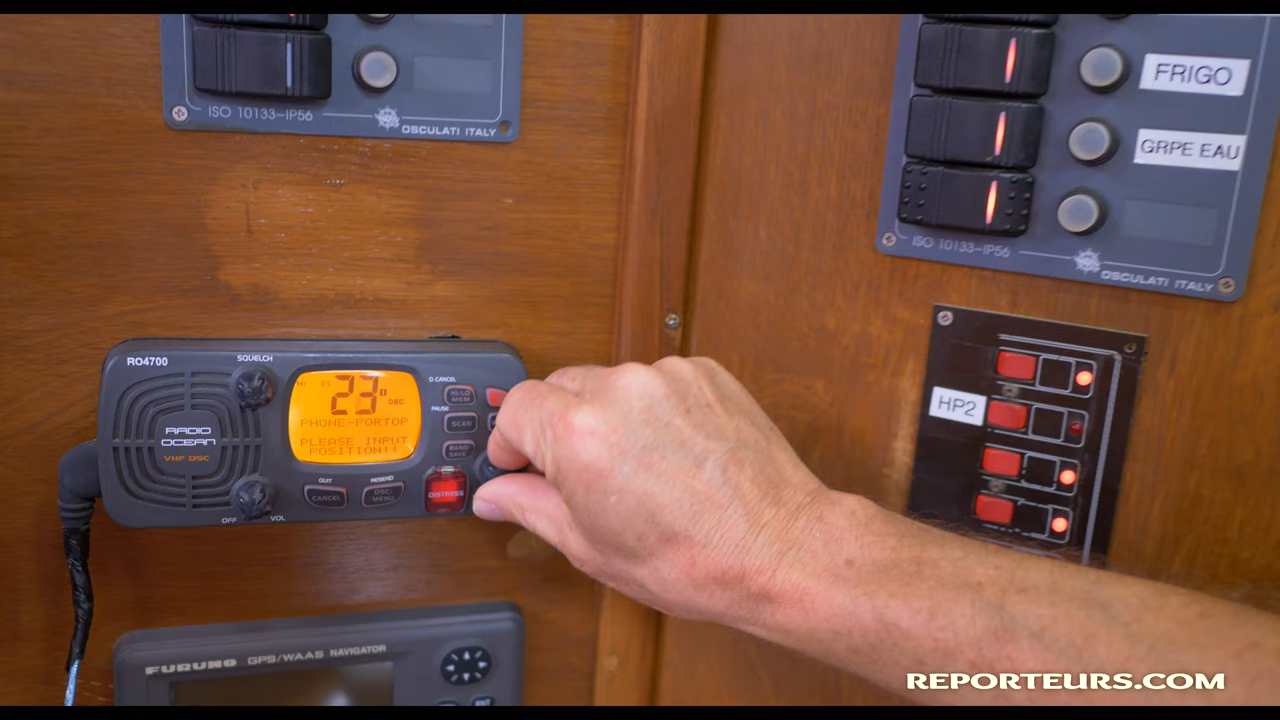 ISO 10133-IP56
OSCULATI ITALY
FRIGO
GRPE EAU
ISO 10133-IP56
OSCULATI ITALY
RO4700
SQUELCH
RADIO
OCEAN
VHF DSC
OFF
VOL
23
DSC
PHONE-PORTOP
PLEASE INPUT
POSITION!!
D.CANCEL
HI/LO
MEM
PAUSE
SCAN
BAND/
SAVE
QUIT
CANCEL
RESEND
DSC/
MENU
DISTRESS
HP2
FURUNO GPS/WAAS NAVIGATOR
REPORTEURS.COM